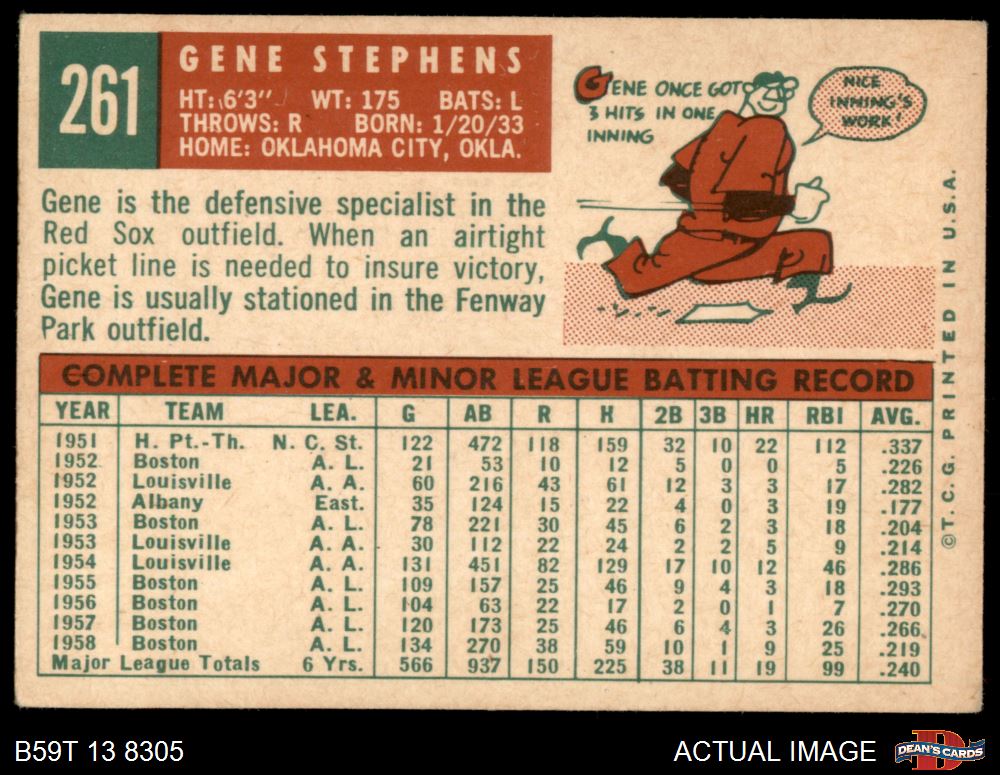 261
GENE STEPHENS
HT: 6'3" WT: 175 BATS: L
THROWS: R BORN: 1/20/33
HOME: OKLAHOMA CITY, OKLA.
GENE ONCE GOT
3 HITS IN ONE
INNING
NICE
INNING'S
WORK!
Gene is the defensive specialist in the
Red Sox outfield. When an airtight
picket line is needed to insure victory,
Gene is usually stationed in the Fenway
Park outfield.
©T. C. G. PRINTED IN U.S.A.
COMPLETE MAJOR & MINOR LEAGUE BATTING RECORD
YEAR TEAM LEA. G AB R H 2B 3B HR RBI AVG.
1951 H. Pt.-Th. N. C. St. 122 472 118 159 32 10 22 112 .337
1952 Boston A. L. 21 53 10 12 5 0 0 5 .226
1952 Louisville A. A. 60 216 43 61 12 3 3 17 .282
1952 Albany East. 35 124 15 22 4 0 3 19 .177
1953 Boston A. L. 78 221 30 45 6 2 3 18 .204
1953 Louisville A. A. 30 112 22 24 2 2 5 9 .214
1954 Louisville A. A. 131 451 82 129 17 10 12 46 .286
1955 Boston A. L. 109 157 25 46 9 4 3 18 .293
1956 Boston A. L. 104 63 22 17 2 0 1 7 .270
1957 Boston A. L. 120 173 25 46 6 4 3 26 .266
1958 Boston A. L. 134 270 38 59 10 1 9 25 .219
Major League Totals 6 Yrs. 566 937 150 225 38 11 19 99 .240
B59T 13 8305
ACTUAL IMAGE
DEAN'S CARDS